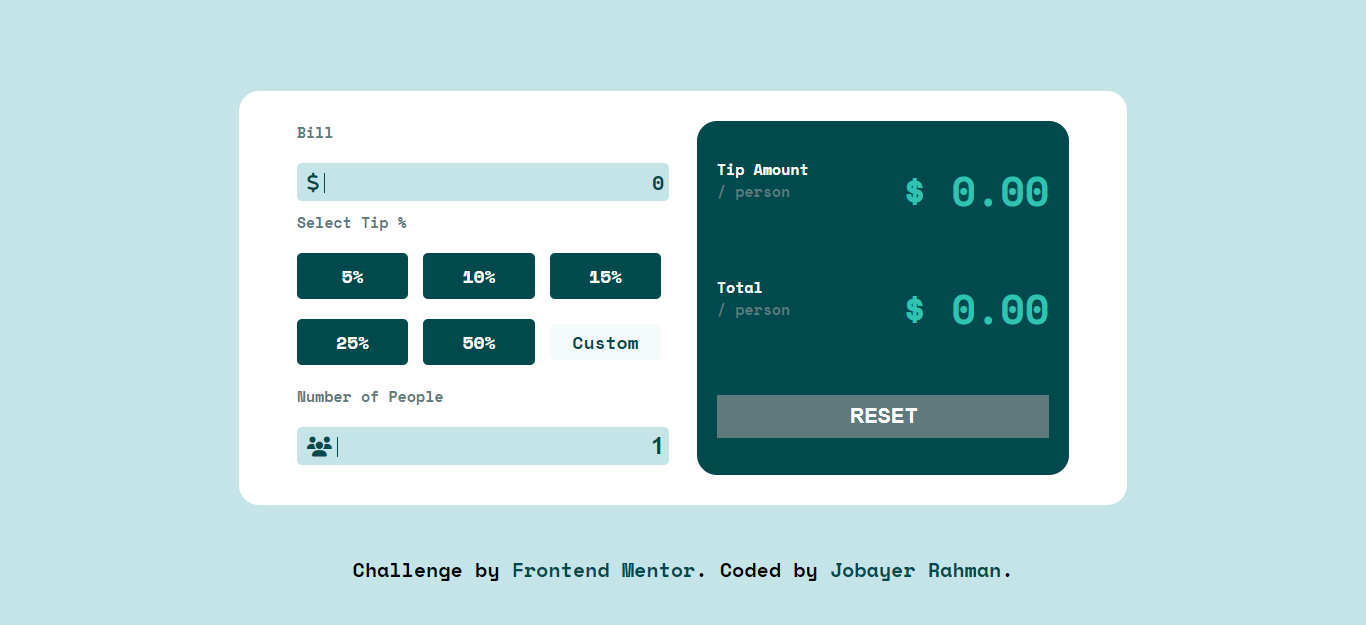 Bill
$ 0
Select Tip %
5% 10% 15%
25% 50% Custom
Number of People
1
Tip Amount
/ person
$ 0.00
Total
/ person
$ 0.00
RESET
Challenge by Frontend Mentor. Coded by Jobayer Rahman.